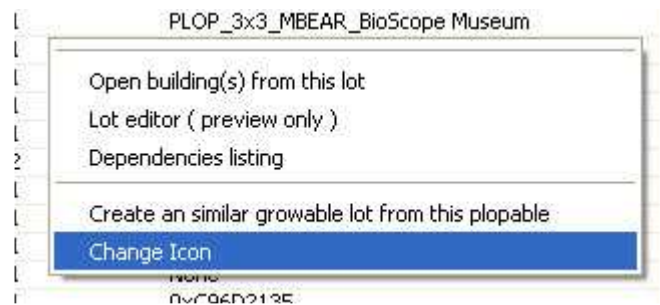 PLOP_3x3_MBEAR_BioScope Museum
Open building(s) from this lot
Lot editor ( preview only )
Dependencies listing
Create an similar growable lot from this plopable
Change Icon
None
0xC96D2135